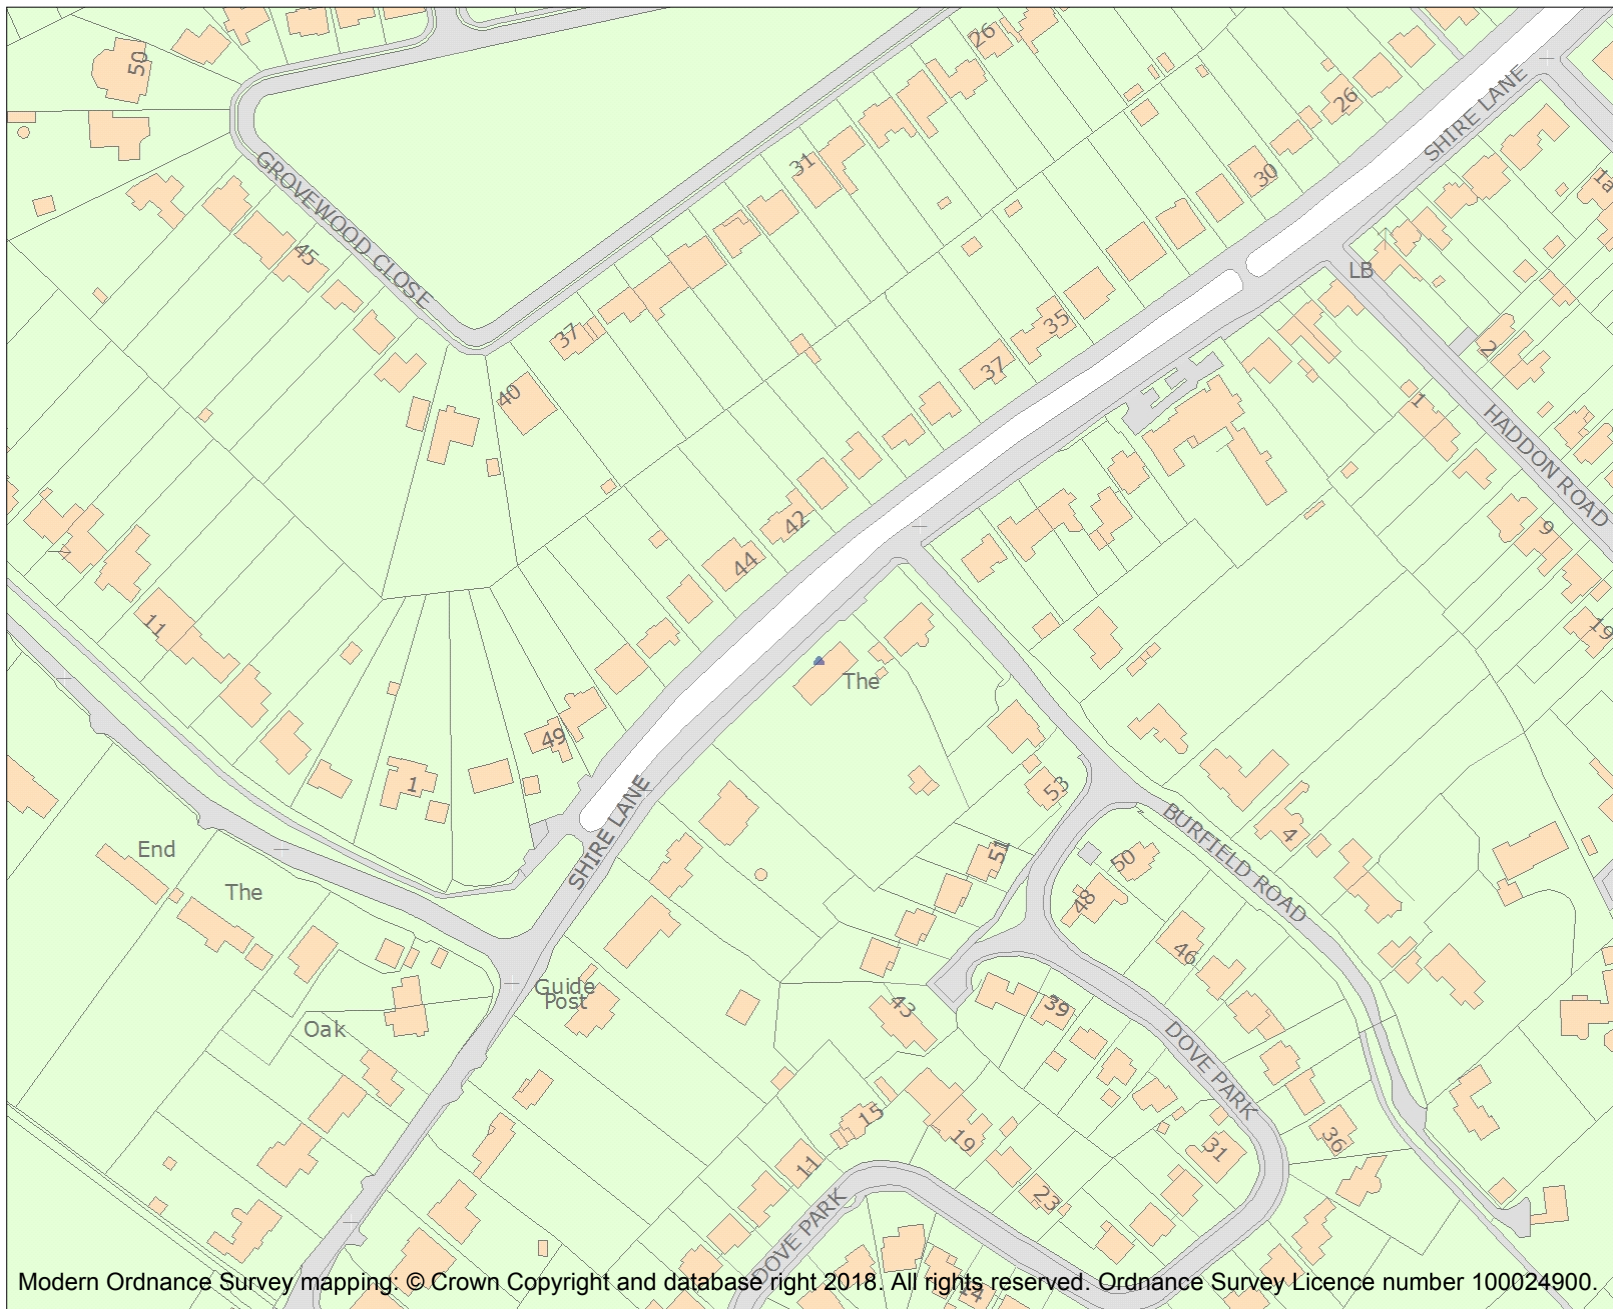 26
50
26
SHIRE LANE
31
30
1a
GROVEWOOD CLOSE
45
LB
37
35
2
37
40
1
HADDON ROAD
42
9
44
11
19
The
49
1
53
SHIRE LANE
BURFIELD ROAD
4
End
51
50
The
48
46
Guide
Post
43
39
Oak
DOVE PARK
15
19
36
31
11
23
DOVE PARK
14
Modern Ordnance Survey mapping: © Crown Copyright and database right 2018. All rights reserved. Ordnance Survey Licence number 100024900.